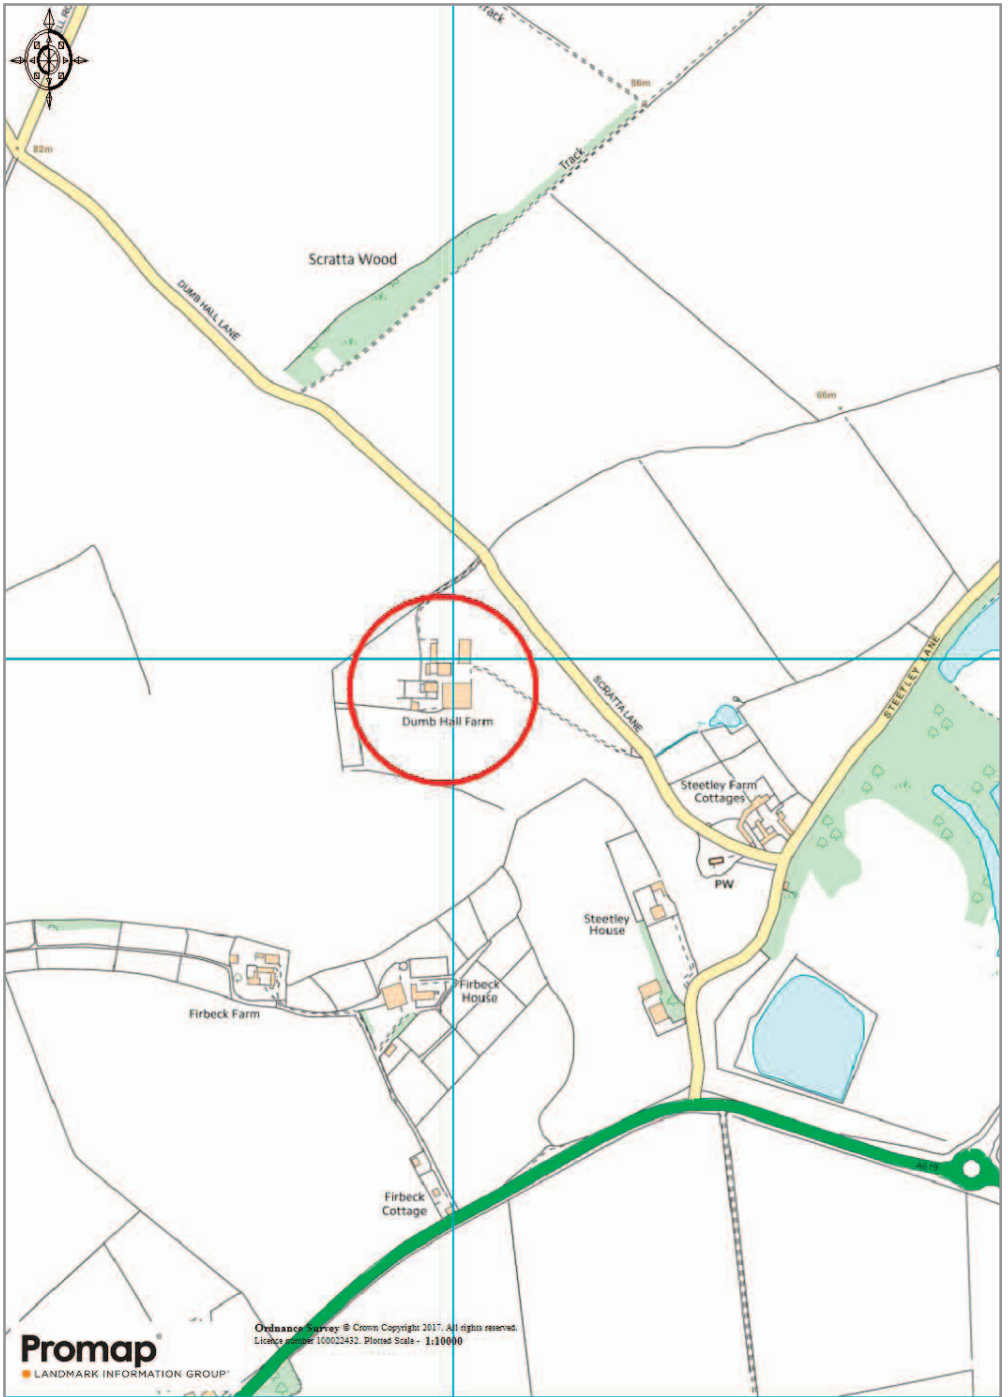 Track
86m
82m
Track
Scratta Wood
DUMB HALL LANE
66m
STEETLEY LANE
SCRATTA LANE
Dumb Hall Farm
Steetley Farm
Cottages
PW
Steetley
House
Firbeck
House
Firbeck Farm
A619
Firbeck
Cottage
Ordnance Survey © Crown Copyright 2017. All rights reserved.
Licence number 100022432. Plotted Scale - 1:10000
Promap
LANDMARK INFORMATION GROUP